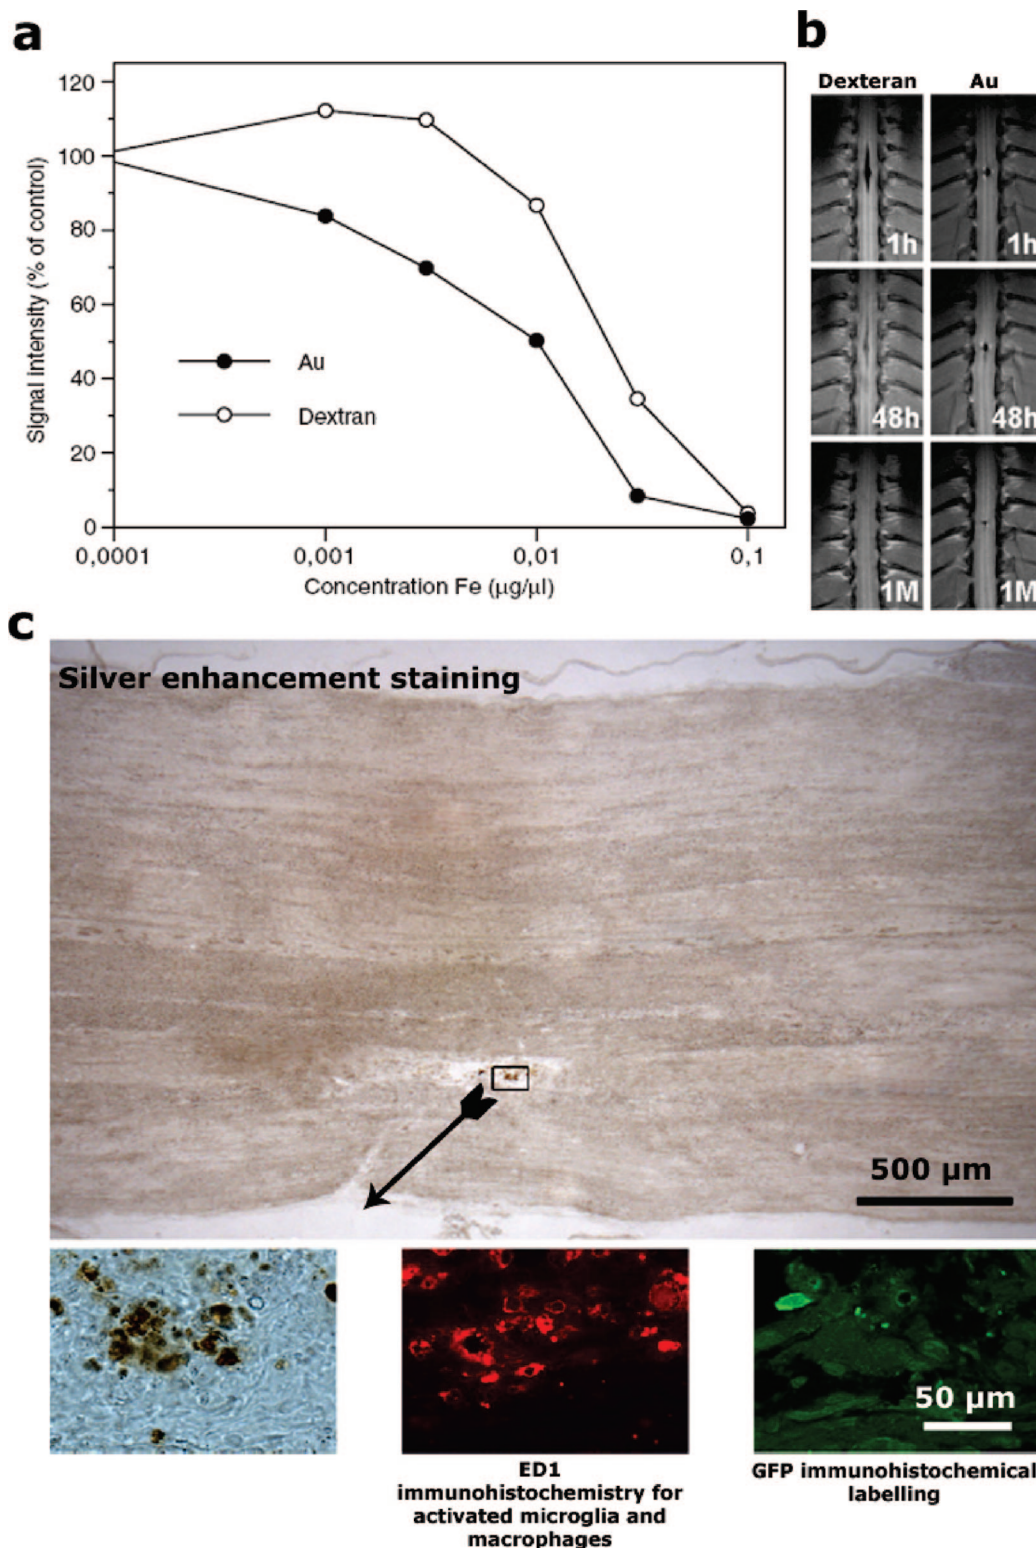 a
120
100
80
60
40
20
0
Signal intensity (% of control)
Au
Dextran
0,0001
0,001
0,01
0,1
Concentration Fe (µg/µl)
b
Dexteran
Au
1h
1h
48h
48h
1M
1M
c
Silver enhancement staining
500 µm
50 µm
ED1
immunohistochemistry for
activated microglia and
macrophages
GFP immunohistochemical
labelling